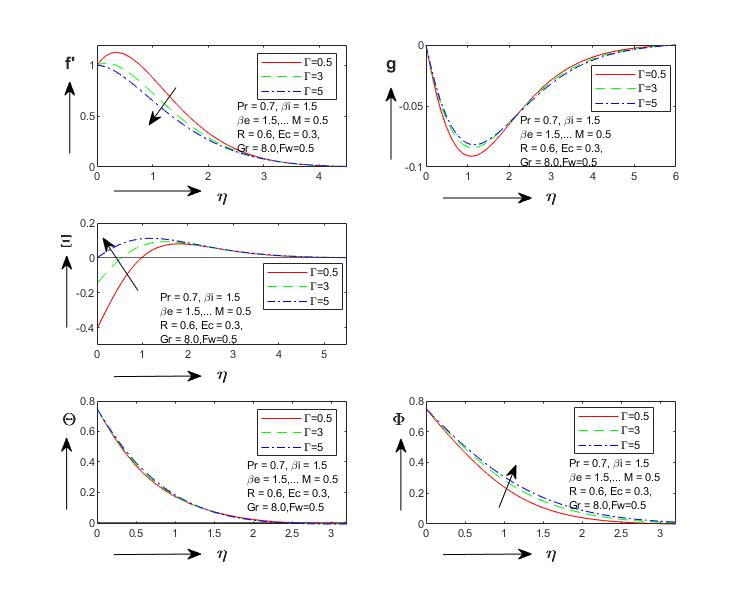 f'
1
0.5
0
0 1 2 3 4
Γ=0.5
Γ=3
Γ=5
Pr = 0.7, βi = 1.5
βe = 1.5,... M = 0.5
R = 0.6, Ec = 0.3,
Gr = 8.0,Fw=0.5
η
g
0
-0.05
-0.1
0 1 2 3 4 5 6
Γ=0.5
Γ=3
Γ=5
Pr = 0.7, βi = 1.5
βe = 1.5,... M = 0.5
R = 0.6, Ec = 0.3,
Gr = 8.0,Fw=0.5
η
Ξ
0.2
0
-0.2
-0.4
0 1 2 3 4 5
Γ=0.5
Γ=3
Γ=5
Pr = 0.7, βi = 1.5
βe = 1.5,... M = 0.5
R = 0.6, Ec = 0.3,
Gr = 8.0,Fw=0.5
η
Θ
0.8
0.6
0.4
0.2
0
0 0.5 1 1.5 2 2.5 3
Γ=0.5
Γ=3
Γ=5
Pr = 0.7, βi = 1.5
βe = 1.5,... M = 0.5
R = 0.6, Ec = 0.3,
Gr = 8.0,Fw=0.5
η
Φ
0.8
0.6
0.4
0.2
0
0 0.5 1 1.5 2 2.5 3
Γ=0.5
Γ=3
Γ=5
Pr = 0.7, βi = 1.5
βe = 1.5,... M = 0.5
R = 0.6, Ec = 0.3,
Gr = 8.0,Fw=0.5
η